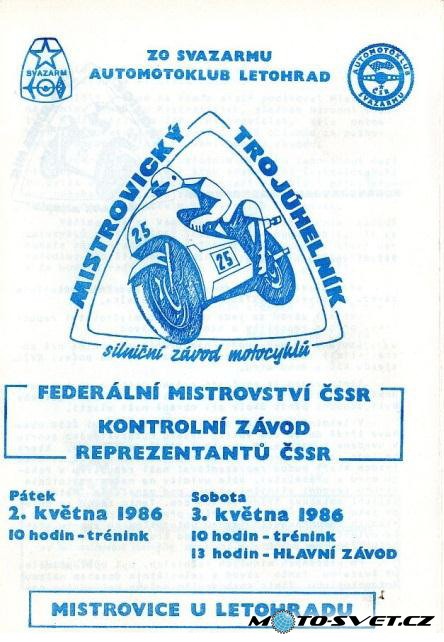 ZO SVAZARMU
AUTOMOTOKLUB LETOHRAD
SVAZARM
AUTOMOTOKLUB
SVAZARMU
MISTROVICKÝ
TROJÚHELNÍK
25
25
silniční závod motocyklů
FEDERÁLNÍ MISTROVSTVÍ ČSSR
KONTROLNÍ ZÁVOD
REPREZENTANTŮ ČSSR
Pátek
2. května 1986
10 hodin-trénink
Sobota
3. května 1986
10 hodin-trénink
13 hodin-HLAVNÍ ZÁVOD
MISTROVICE U LETOHRADU
MOTO-SVET.CZ